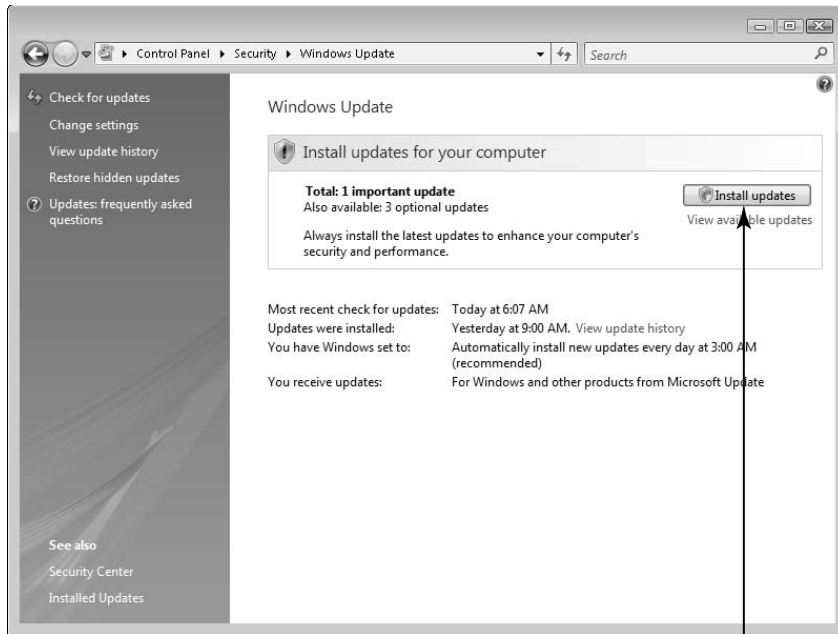 Control Panel Security Windows Update
Search
Check for updates
Change settings
View update history
Restore hidden updates
Updates: frequently asked
questions
See also
Security Center
Installed Updates
Windows Update
Install updates for your computer
Total: 1 important update
Also available: 3 optional updates
Always install the latest updates to enhance your computer's
security and performance.
Install updates
View available updates
Most recent check for updates: Today at 6:07 AM
Updates were installed: Yesterday at 9:00 AM. View update history
You have Windows set to: Automatically install new updates every day at 3:00 AM
(recommended)
You receive updates: For Windows and other products from Microsoft Update